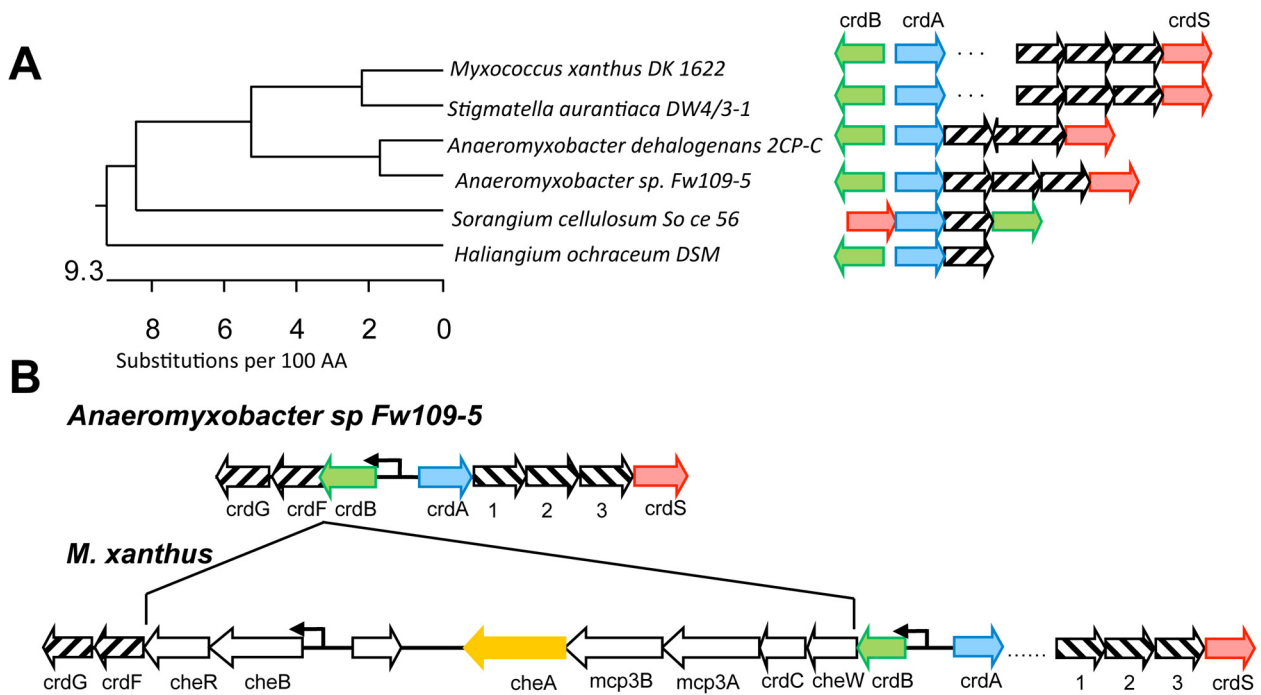 A
crdB crdA crdS
Myxococcus xanthus DK 1622
Stigmatella aurantiaca DW4/3-1
Anaeromyxobacter dehalogenans 2CP-C
Anaeromyxobacter sp. Fw109-5
Sorangium cellulosum So ce 56
Haliangium ochraceum DSM
9.3
8 6 4 2 0
Substitutions per 100 AA
B
Anaeromyxobacter sp Fw109-5
crdG crdF crdB crdA 1 2 3 crdS
M. xanthus
crdG crdF cheR cheB cheA mcp3B mcp3A crdC cheW crdB crdA 1 2 3 crdS